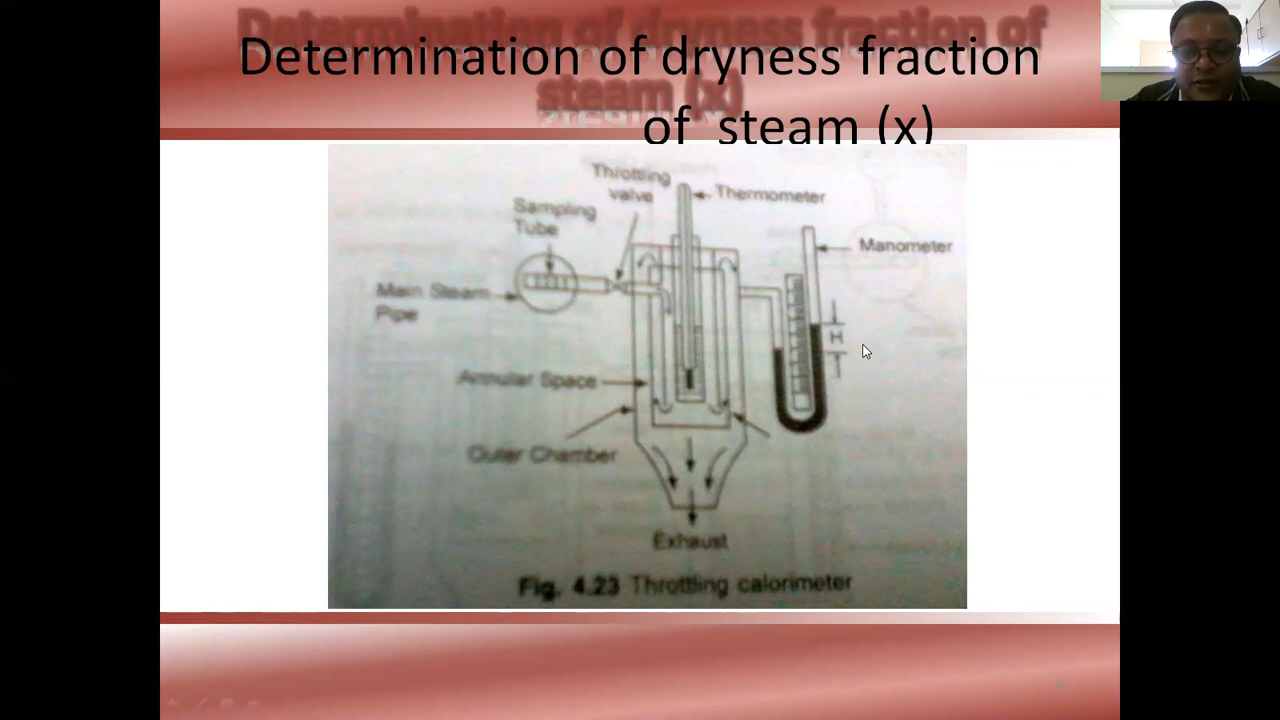 Determination of dryness fraction
of steam (x)
Throttling
valve
Thermometer
Sampling
Tube
Manometer
Main Steam
Pipe
H
Annular Space
Outer Chamber
Exhaust
Fig. 4.23 Throttling calorimeter